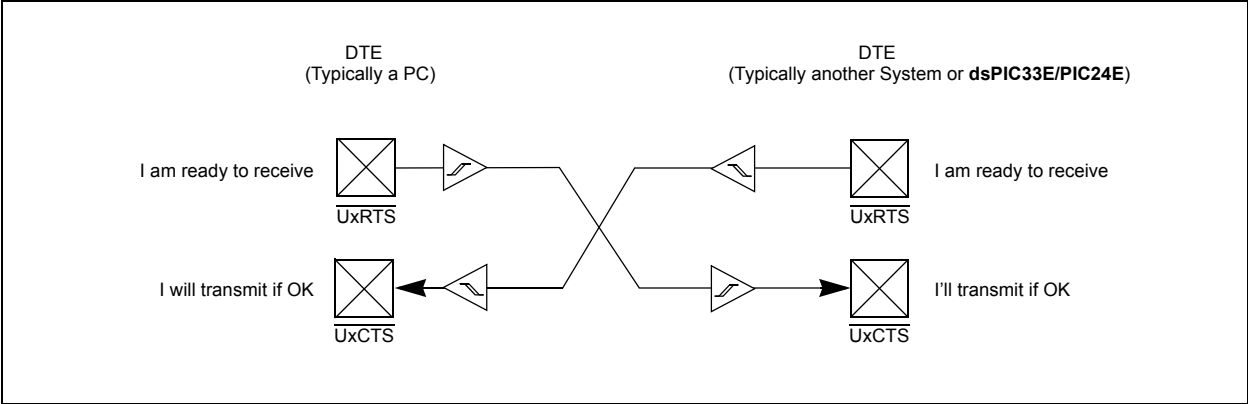 DTE
(Typically a PC)
DTE
(Typically another System or dsPIC33E/PIC24E)
I am ready to receive
UxRTS
UxRTS
I am ready to receive
I will transmit if OK
UxCTS
UxCTS
I’ll transmit if OK